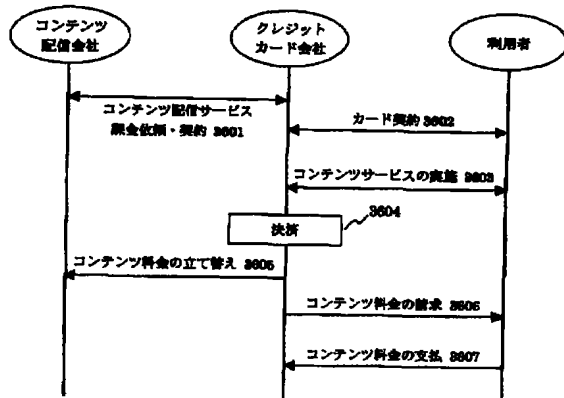 コンテンツ
配信会社
クレジット
カード会社
利用者
コンテンツ配信サービス
課金依頼・契約 3601
カード契約 3602
コンテンツサービスの実施 3603
3604
決済
コンテンツ料金の立て替え 3605
コンテンツ料金の請求 3606
コンテンツ料金の支払 3607